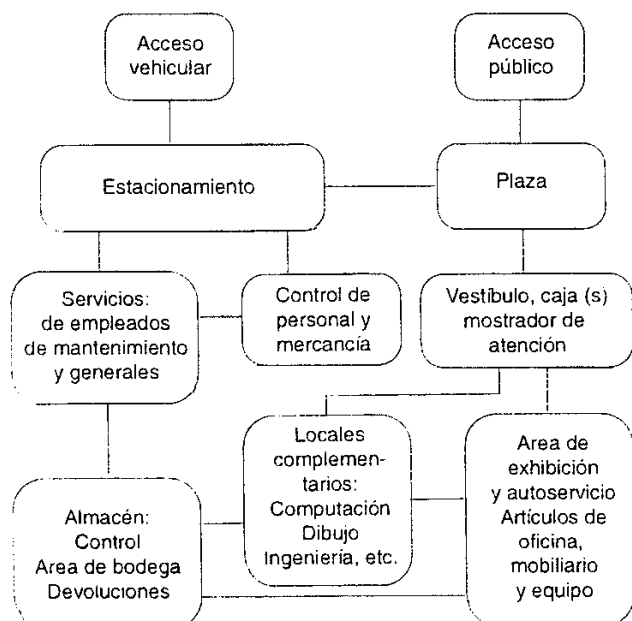 Acceso
vehicular
Acceso
público
Estacionamiento
Plaza
Servicios:
de empleados
de mantenimiento
y generales
Control de
personal y
mercancía
Vestíbulo, caja (s)
mostrador de
atención
Locales
complemen-
tarios:
Computación
Dibujo
Ingeniería, etc.
Area de
exhibición
y autoservicio
Artículos de
oficina,
mobiliario
y equipo
Almacén:
Control
Area de bodega
Devoluciones